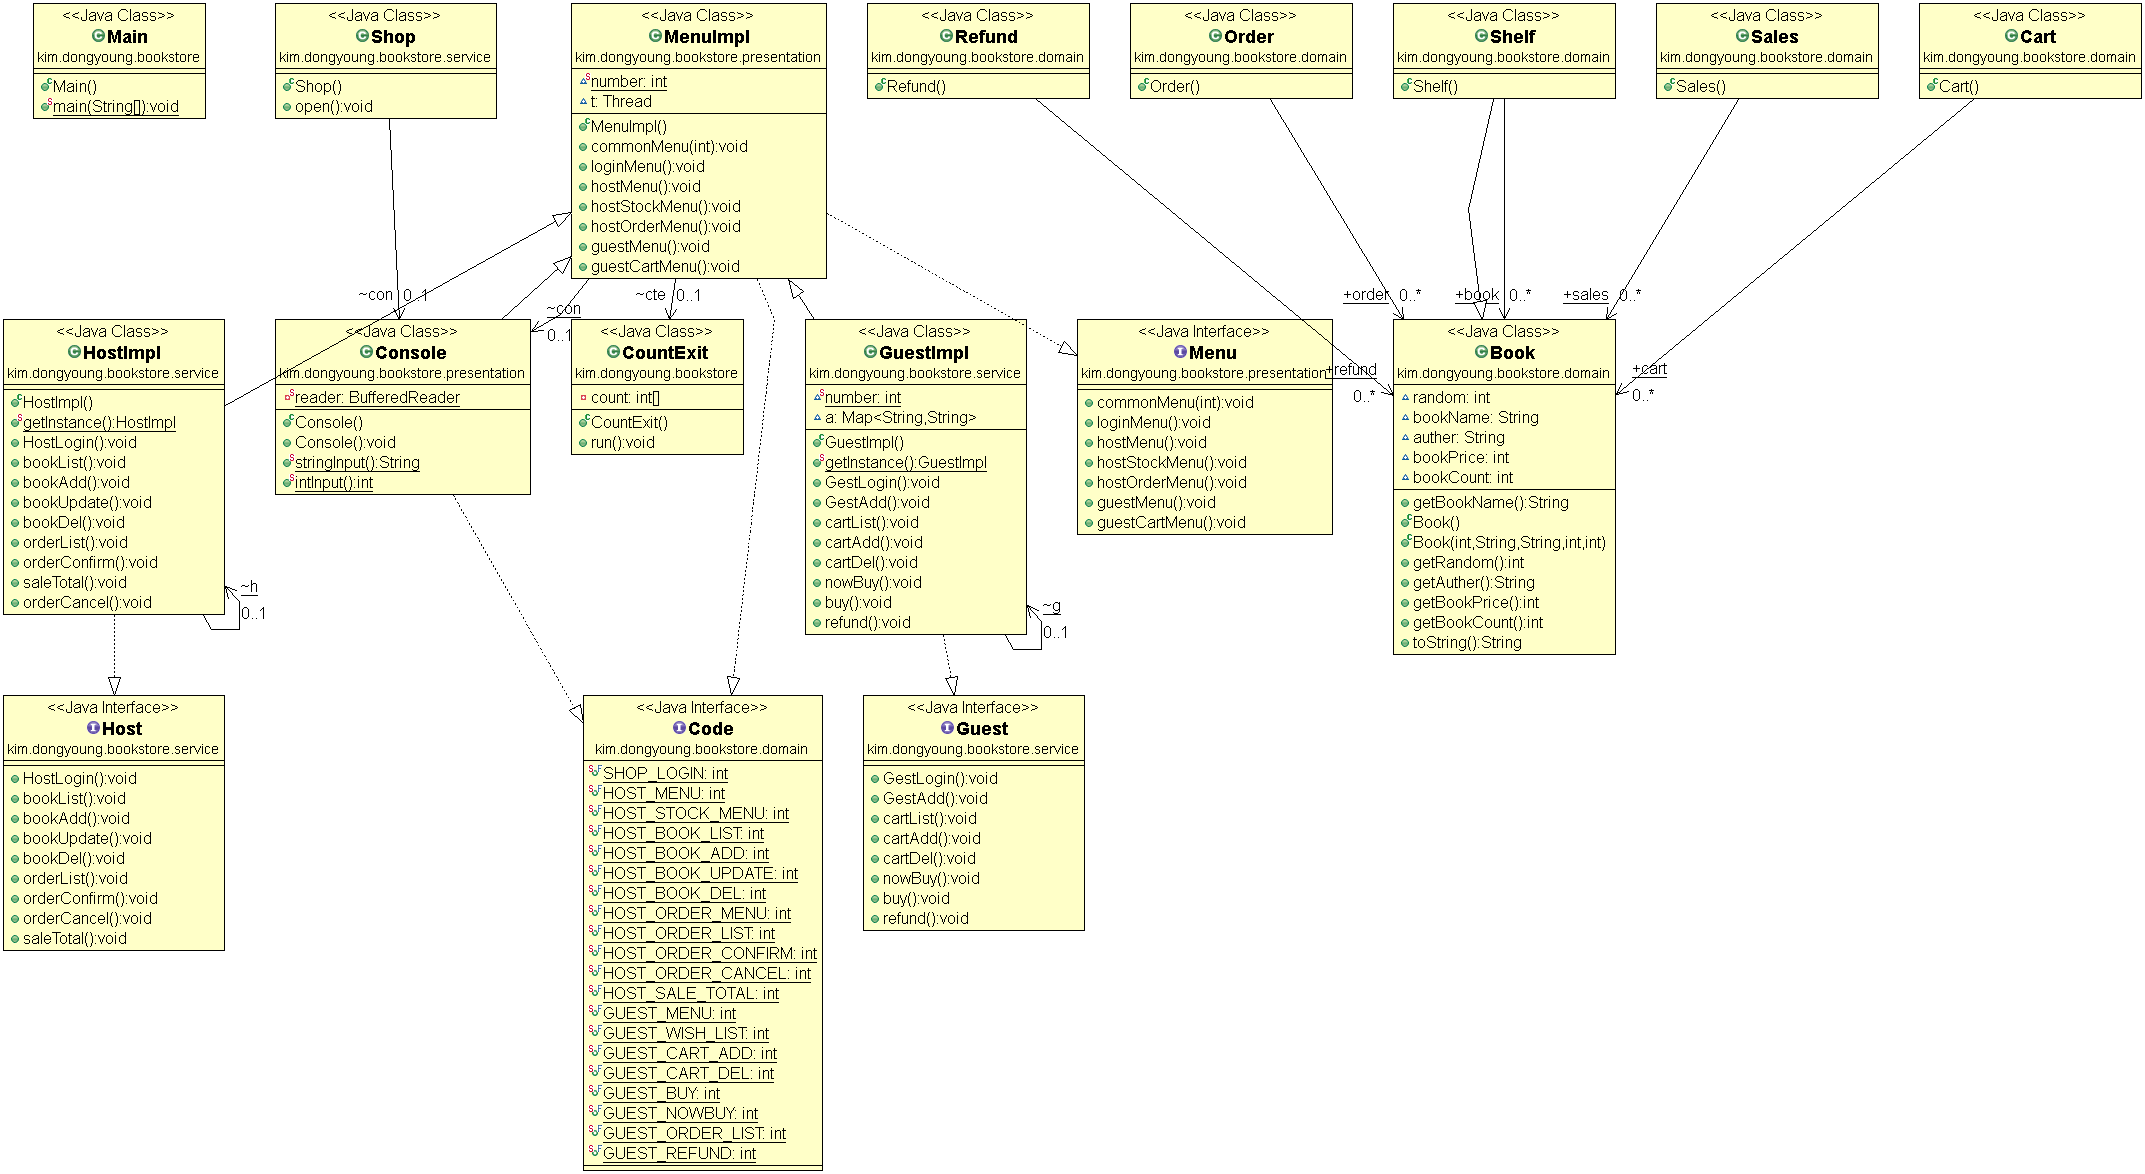 <<Java Class>>
Main
kim.dongyoung.bookstore
Main()
main(String[]):void
<<Java Class>>
Shop
kim.dongyoung.bookstore.service
Shop()
open():void
<<Java Class>>
MenuImpl
kim.dongyoung.bookstore.presentation
number: int
t: Thread
MenuImpl()
commonMenu(int):void
loginMenu():void
hostMenu():void
hostStockMenu():void
hostOrderMenu():void
guestMenu():void
guestCartMenu():void
<<Java Class>>
Refund
kim.dongyoung.bookstore.domain
Refund()
<<Java Class>>
Order
kim.dongyoung.bookstore.domain
Order()
<<Java Class>>
Shelf
kim.dongyoung.bookstore.domain
Shelf()
<<Java Class>>
Sales
kim.dongyoung.bookstore.domain
Sales()
<<Java Class>>
Cart
kim.dongyoung.bookstore.domain
Cart()
~con 0..1
~con
0..1
~cte 0..1
+order 0..*
+book 0..*
+sales 0..*
+refund
0..*
+cart
0..*
<<Java Class>>
HostImpl
kim.dongyoung.bookstore.service
HostImpl()
getInstance():HostImpl
HostLogin():void
bookList():void
bookAdd():void
bookUpdate():void
bookDel():void
orderList():void
orderConfirm():void
saleTotal():void
orderCancel():void
~h
0..1
<<Java Class>>
Console
kim.dongyoung.bookstore.presentation
reader: BufferedReader
Console()
Console():void
stringInput():String
intInput():int
<<Java Class>>
CountExit
kim.dongyoung.bookstore
count: int[]
CountExit()
run():void
<<Java Class>>
GuestImpl
kim.dongyoung.bookstore.service
number: int
a: Map<String,String>
GuestImpl()
getInstance():GuestImpl
GestLogin():void
GestAdd():void
cartList():void
cartAdd():void
cartDel():void
nowBuy():void
buy():void
refund():void
~g
0..1
<<Java Interface>>
Menu
kim.dongyoung.bookstore.presentation
commonMenu(int):void
loginMenu():void
hostMenu():void
hostStockMenu():void
hostOrderMenu():void
guestMenu():void
guestCartMenu():void
<<Java Class>>
Book
kim.dongyoung.bookstore.domain
random: int
bookName: String
auther: String
bookPrice: int
bookCount: int
getBookName():String
Book()
Book(int,String,String,int,int)
getRandom():int
getAuther():String
getBookPrice():int
getBookCount():int
toString():String
<<Java Interface>>
Host
kim.dongyoung.bookstore.service
HostLogin():void
bookList():void
bookAdd():void
bookUpdate():void
bookDel():void
orderList():void
orderConfirm():void
orderCancel():void
saleTotal():void
<<Java Interface>>
Code
kim.dongyoung.bookstore.domain
SHOP_LOGIN: int
HOST_MENU: int
HOST_STOCK_MENU: int
HOST_BOOK_LIST: int
HOST_BOOK_ADD: int
HOST_BOOK_UPDATE: int
HOST_BOOK_DEL: int
HOST_ORDER_MENU: int
HOST_ORDER_LIST: int
HOST_ORDER_CONFIRM: int
HOST_ORDER_CANCEL: int
HOST_SALE_TOTAL: int
GUEST_MENU: int
GUEST_WISH_LIST: int
GUEST_CART_ADD: int
GUEST_CART_DEL: int
GUEST_BUY: int
GUEST_NOWBUY: int
GUEST_ORDER_LIST: int
GUEST_REFUND: int
<<Java Interface>>
Guest
kim.dongyoung.bookstore.service
GestLogin():void
GestAdd():void
cartList():void
cartAdd():void
cartDel():void
nowBuy():void
buy():void
refund():void